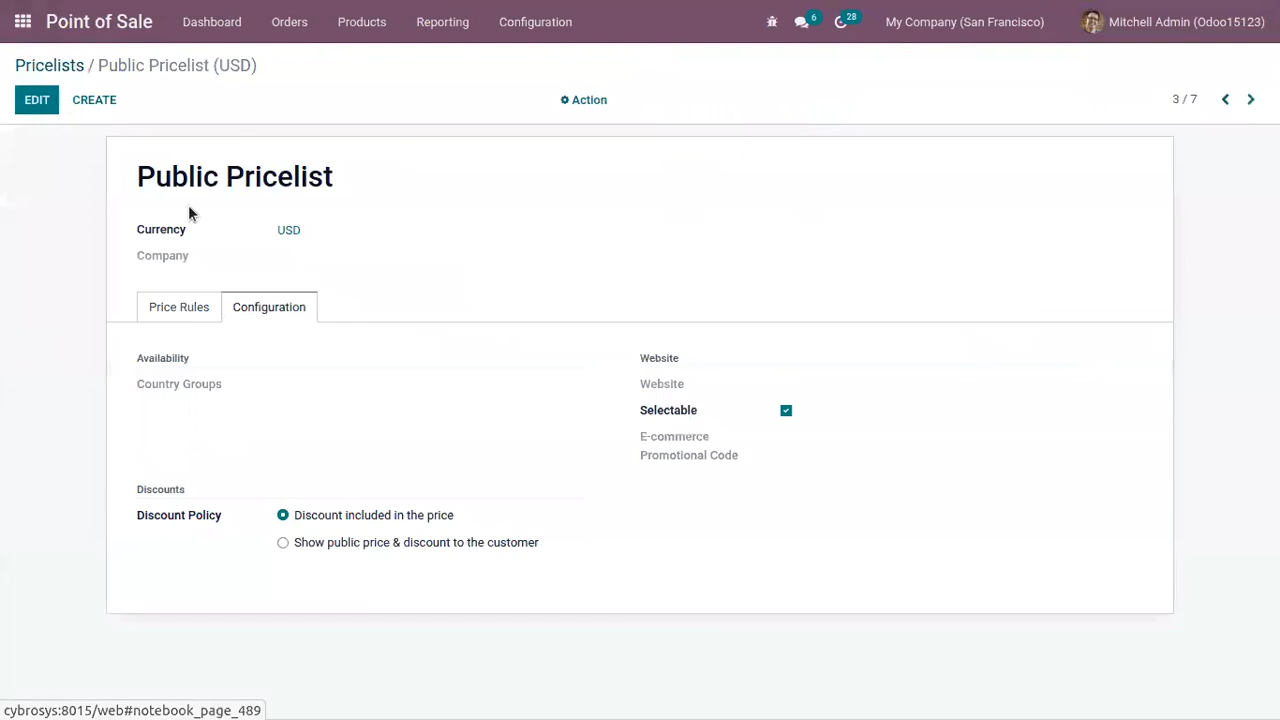 Point of Sale Dashboard Orders Products Reporting Configuration 6 28 My Company (San Francisco) Mitchell Admin (Odoo15123)
Pricelists / Public Pricelist (USD)
EDIT CREATE Action 3 / 7
Public Pricelist
Currency USD
Company
Price Rules Configuration
Availability Website
Country Groups Website
Selectable
E-commerce
Promotional Code
Discounts
Discount Policy Discount included in the price
Show public price & discount to the customer
cybrosys:8015/web#notebook_page_489